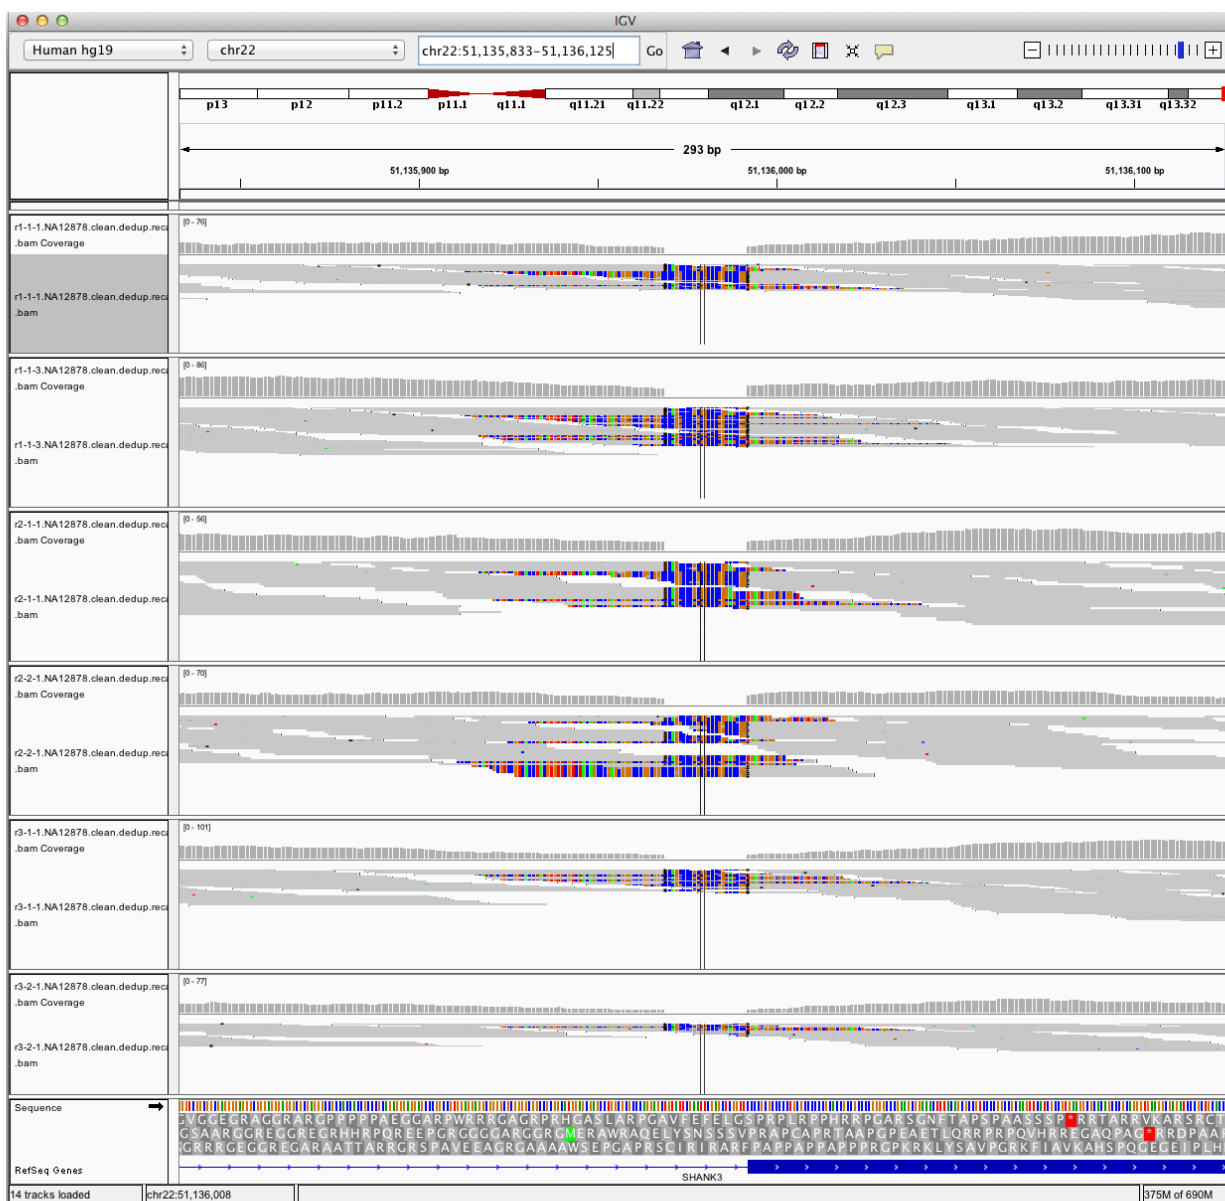 IGV
Human hg19 chr22 chr22:51,135,833-51,136,125 Go
p13 p12 p11.2 p11.1 q11.1 q11.21 q11.22 q12.1 q12.2 q12.3 q13.1 q13.2 q13.31 q13.32
293 bp
51,135,900 bp 51,136,000 bp 51,136,100 bp
r1-1-1.NA12878.clean.dedup.reca [0 - 76]
.bam Coverage
r1-1-1.NA12878.clean.dedup.reca
.bam
r1-1-3.NA12878.clean.dedup.reca [0 - 86]
.bam Coverage
r1-1-3.NA12878.clean.dedup.reca
.bam
r2-1-1.NA12878.clean.dedup.reca [0 - 56]
.bam Coverage
r2-1-1.NA12878.clean.dedup.reca
.bam
r2-2-1.NA12878.clean.dedup.reca [0 - 70]
.bam Coverage
r2-2-1.NA12878.clean.dedup.reca
.bam
r3-1-1.NA12878.clean.dedup.reca [0 - 101]
.bam Coverage
r3-1-1.NA12878.clean.dedup.reca
.bam
r3-2-1.NA12878.clean.dedup.reca [0 - 77]
.bam Coverage
r3-2-1.NA12878.clean.dedup.reca
.bam
Sequence
RefSeq Genes
SHANK3
14 tracks loaded chr22:51,136,008 375M of 690M